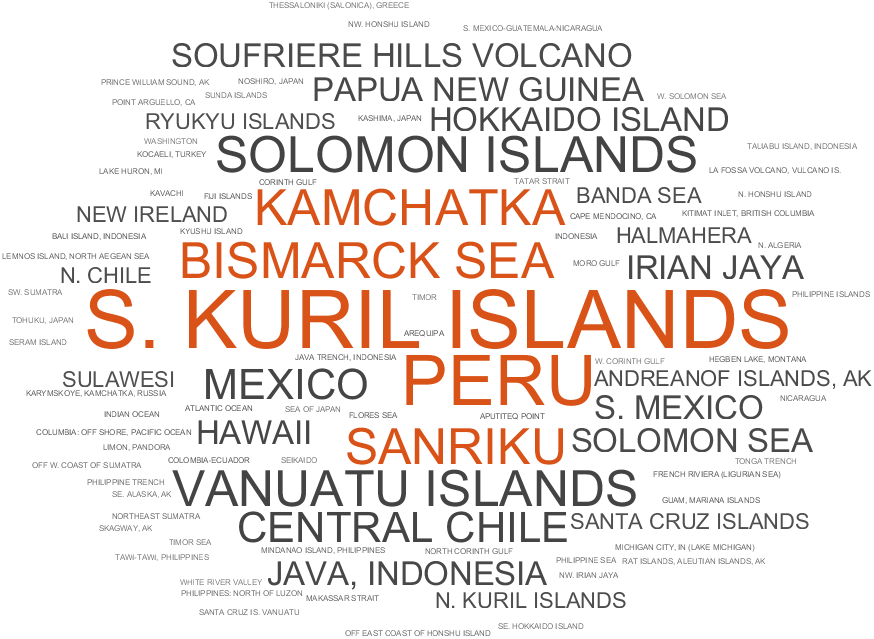 THESSALONIKI (SALONICA), GREECE
NW. HONSHU ISLAND
S. MEXICO-GUATEMALA-NICARAGUA
SOUFRIERE HILLS VOLCANO
PRINCE WILLIAM SOUND, AK
NOSHIRO, JAPAN
PAPUA NEW GUINEA
SUNDA ISLANDS
W. SOLOMON SEA
POINT ARGUELLO, CA
RYUKYU ISLANDS
KASHIMA, JAPAN
HOKKAIDO ISLAND
WASHINGTON
SOLOMON ISLANDS
TALIABU ISLAND, INDONESIA
KOCAELI, TURKEY
LAKE HURON, MI
LA FOSSA VOLCANO, VULCANO IS.
CORINTH GULF
TATAR STRAIT
KAVACHI
FIJI ISLANDS
KAMCHATKA
BANDA SEA
N. HONSHU ISLAND
NEW IRELAND
CAPE MENDOCINO, CA
KITIMAT INLET, BRITISH COLUMBIA
BALI ISLAND, INDONESIA
KYUSHU ISLAND
INDONESIA
HALMAHERA
N. ALGERIA
LEMNOS ISLAND, NORTH AEGEAN SEA
BISMARCK SEA
MORO GULF
IRIAN JAYA
N. CHILE
SW. SUMATRA
S. KURIL ISLANDS
TIMOR
PHILIPPINE ISLANDS
TOHUKU, JAPAN
AREQUIPA
SERAM ISLAND
JAVA TRENCH, INDONESIA
PERU
W. CORINTH GULF
HEGBEN LAKE, MONTANA
SULAWESI
MEXICO
ANDREANOF ISLANDS, AK
KARYMSKOYE, KAMCHATKA, RUSSIA
NICARAGUA
INDIAN OCEAN
ATLANTIC OCEAN
SEA OF JAPAN
FLORES SEA
APUTITEQ POINT
S. MEXICO
COLUMBIA: OFF SHORE, PACIFIC OCEAN
HAWAII
SANRIKU
SOLOMON SEA
LIMON, PANDORA
OFF W. COAST OF SUMATRA
COLOMBIA-ECUADOR
SEIKAIDO
TONGA TRENCH
PHILIPPINE TRENCH
VANUATU ISLANDS
FRENCH RIVIERA (LIGURIAN SEA)
SE. ALASKA, AK
GUAM, MARIANA ISLANDS
NORTHEAST SUMATRA
CENTRAL CHILE
SANTA CRUZ ISLANDS
SKAGWAY, AK
TIMOR SEA
MINDANAO ISLAND, PHILIPPINES
NORTH CORINTH GULF
MICHIGAN CITY, IN (LAKE MICHIGAN)
TAWI-TAWI, PHILIPPINES
PHILIPPINE SEA
RAT ISLANDS, ALEUTIAN ISLANDS, AK
WHITE RIVER VALLEY
JAVA, INDONESIA
NW. IRIAN JAYA
PHILIPPINES: NORTH OF LUZON
MAKASSAR STRAIT
N. KURIL ISLANDS
SANTA CRUZ IS. VANUATU
SE. HOKKAIDO ISLAND
OFF EAST COAST OF HONSHU ISLAND